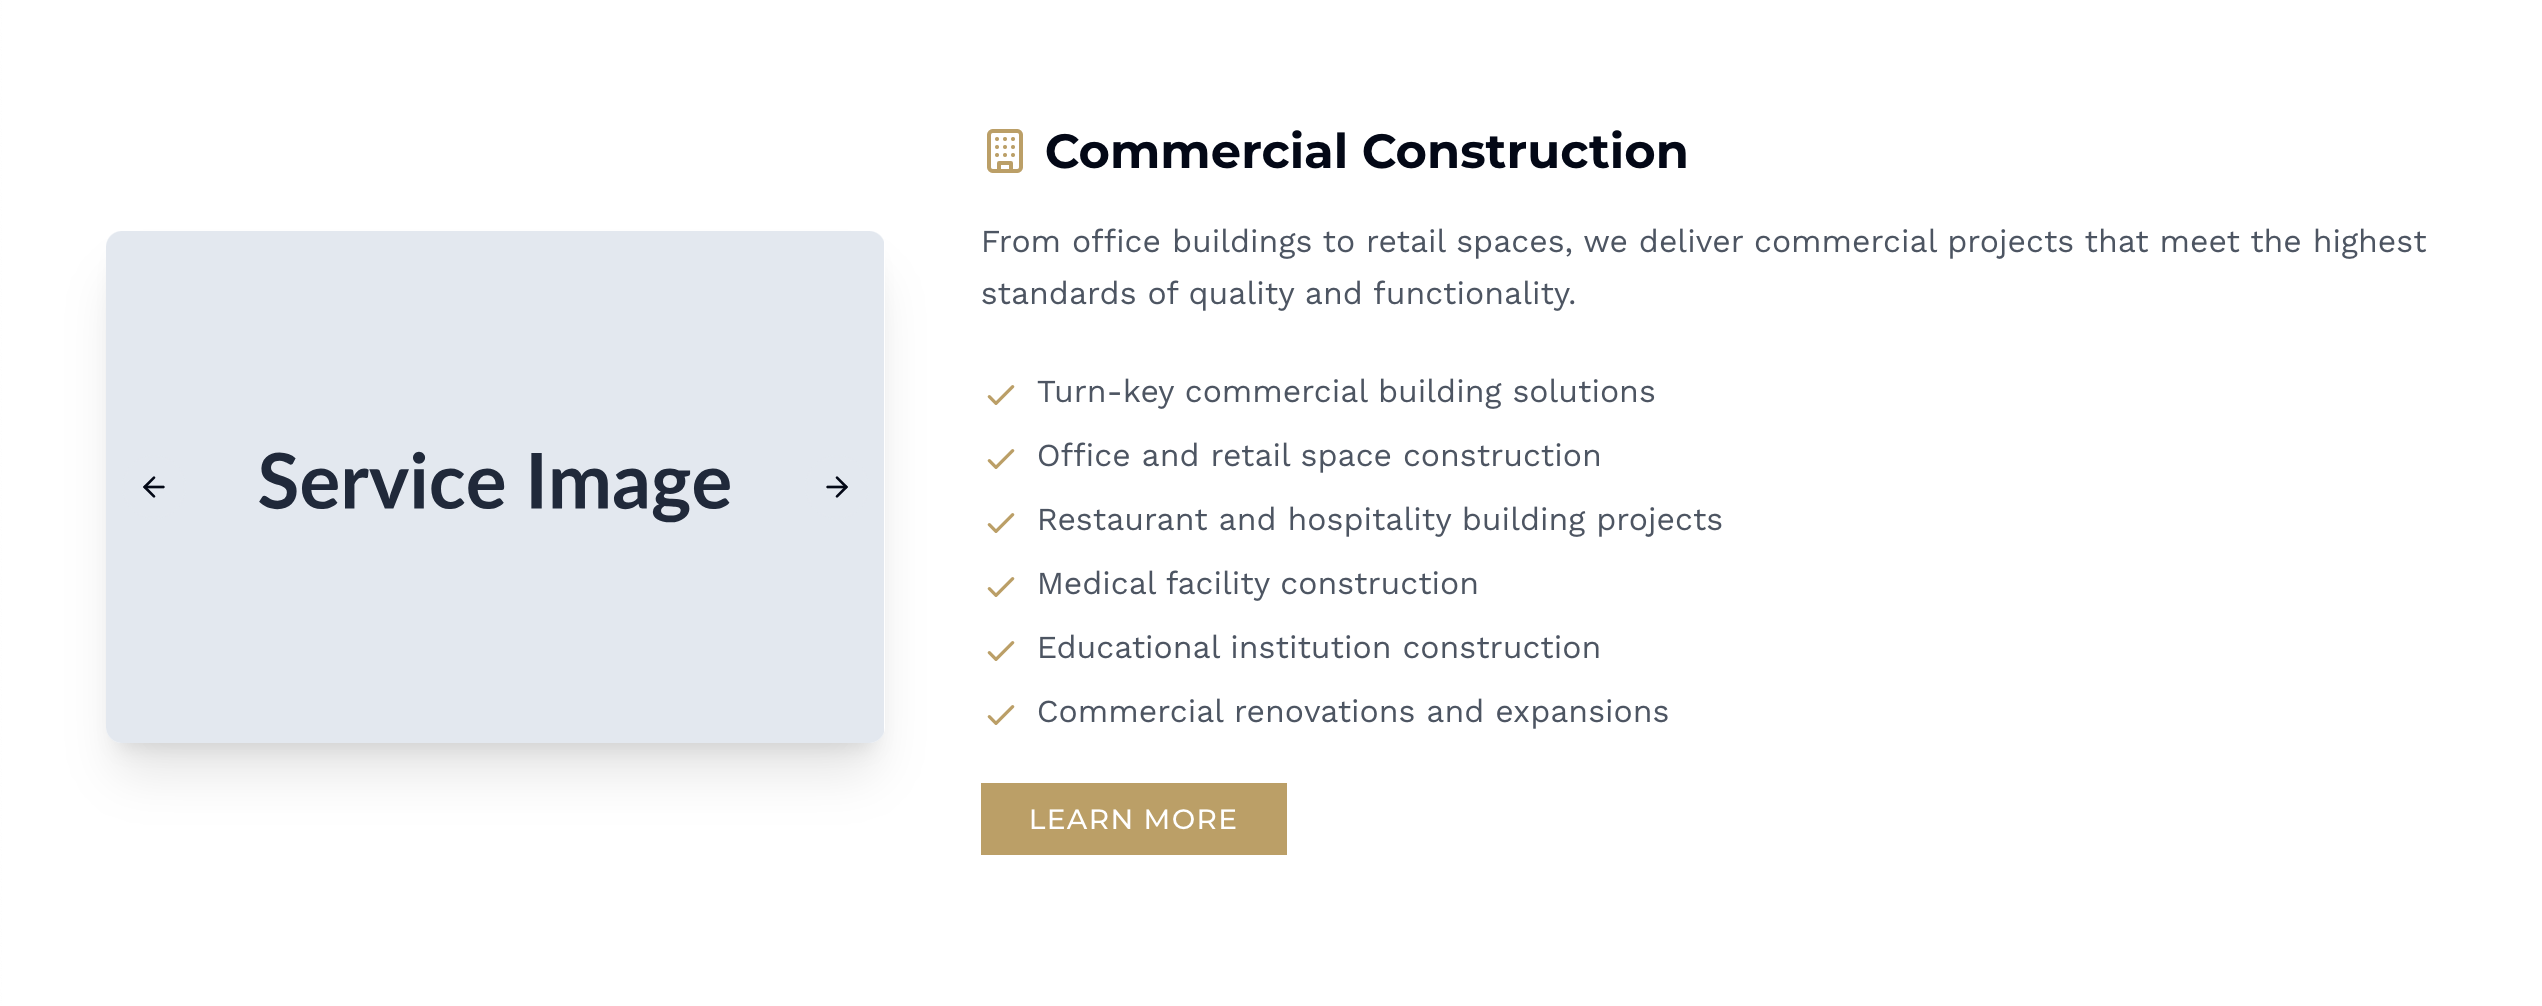 Commercial Construction
From office buildings to retail spaces, we deliver commercial projects that meet the highest
standards of quality and functionality.
Service Image
Turn-key commercial building solutions
Office and retail space construction
Restaurant and hospitality building projects
Medical facility construction
Educational institution construction
Commercial renovations and expansions
LEARN MORE